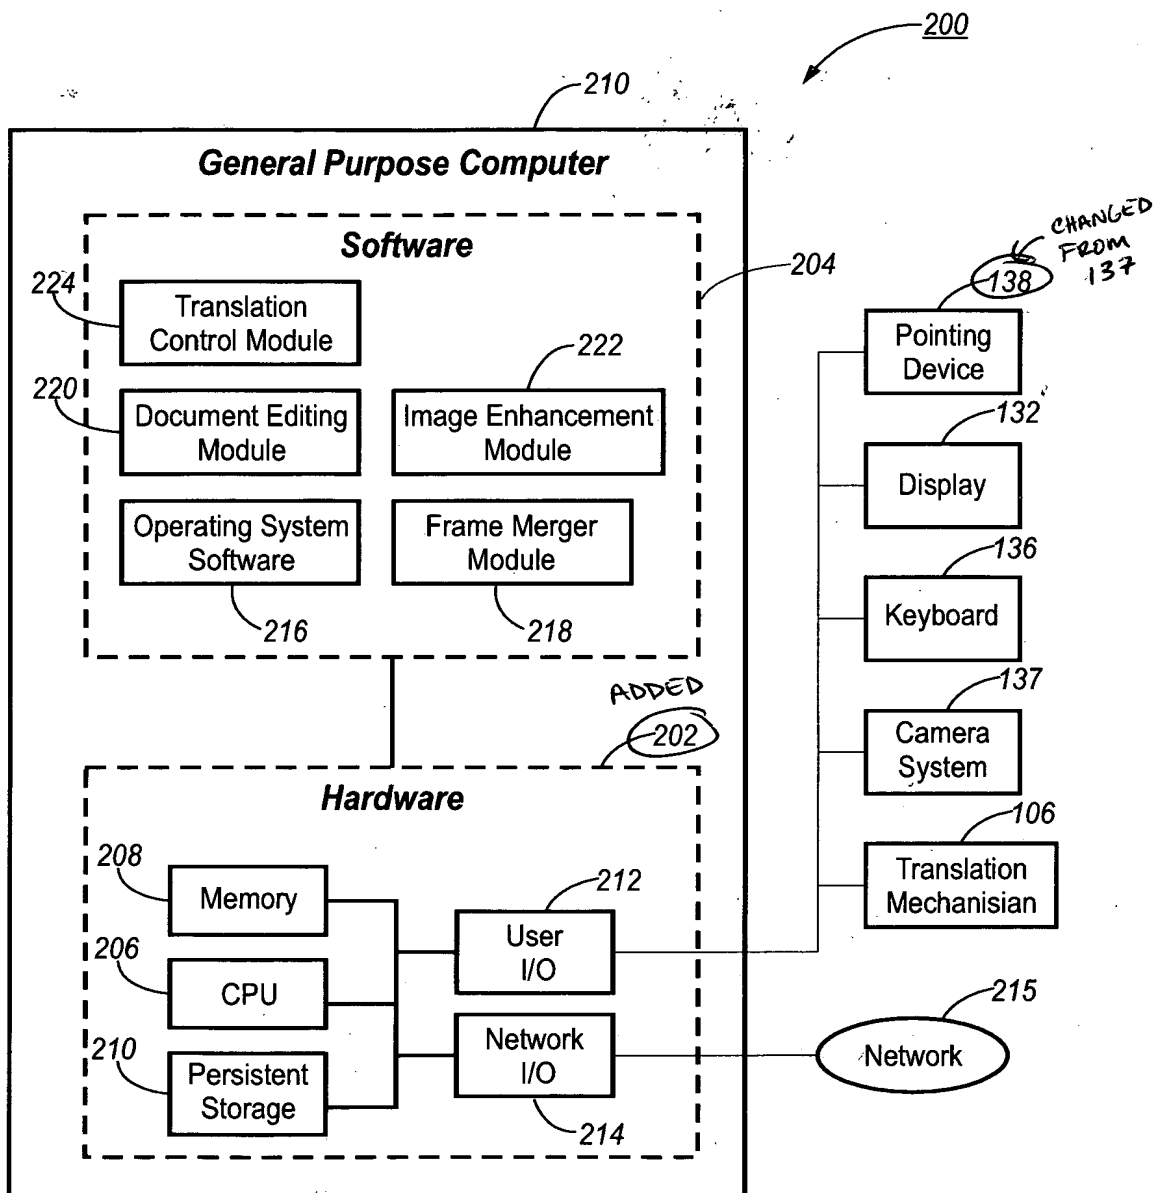 200
210
General Purpose Computer
Software
204
224
Translation
Control Module
222
220
Document Editing
Module
Image Enhancement
Module
Operating System
Software
Frame Merger
Module
216
218
CHANGED
FROM
137
138
Pointing
Device
132
Display
136
Keyboard
137
Camera
System
106
Translation
Mechanisian
ADDED
202
Hardware
208
Memory
212
User
I/O
206
CPU
210
Persistent
Storage
Network
I/O
214
215
Network